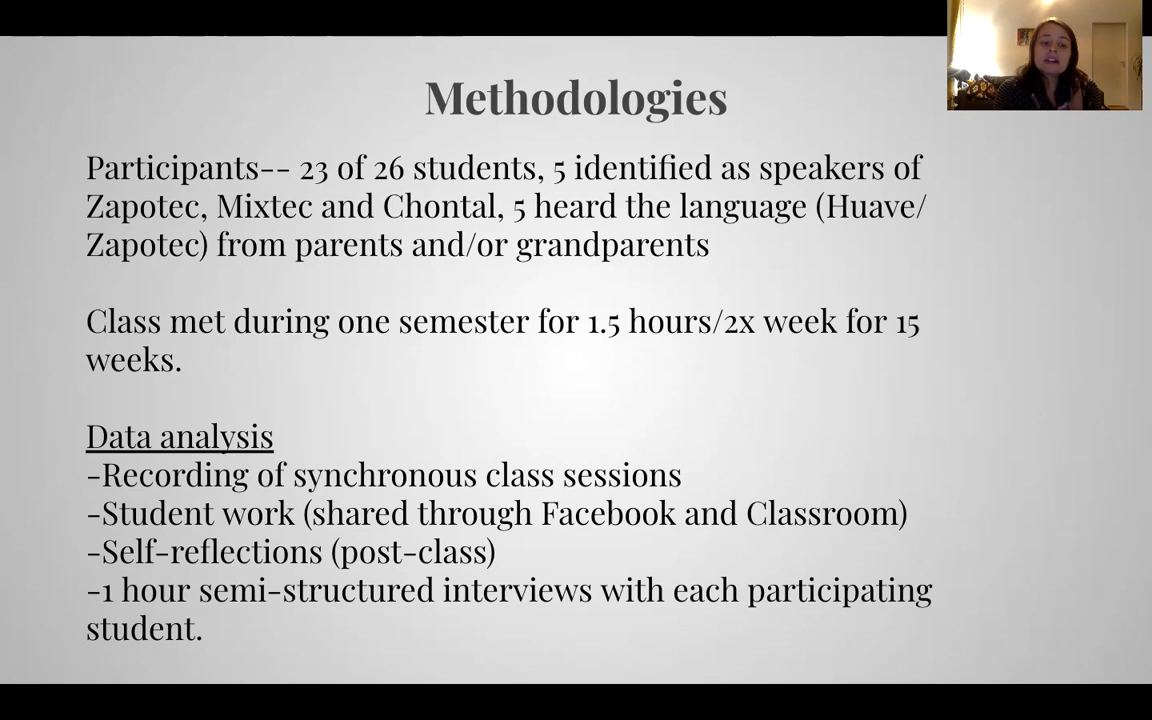 Methodologies
Participants-- 23 of 26 students, 5 identified as speakers of
Zapotec, Mixtec and Chontal, 5 heard the language (Huave/
Zapotec) from parents and/or grandparents
Class met during one semester for 1.5 hours/2x week for 15
weeks.
Data analysis
-Recording of synchronous class sessions
-Student work (shared through Facebook and Classroom)
-Self-reflections (post-class)
-1 hour semi-structured interviews with each participating
student.